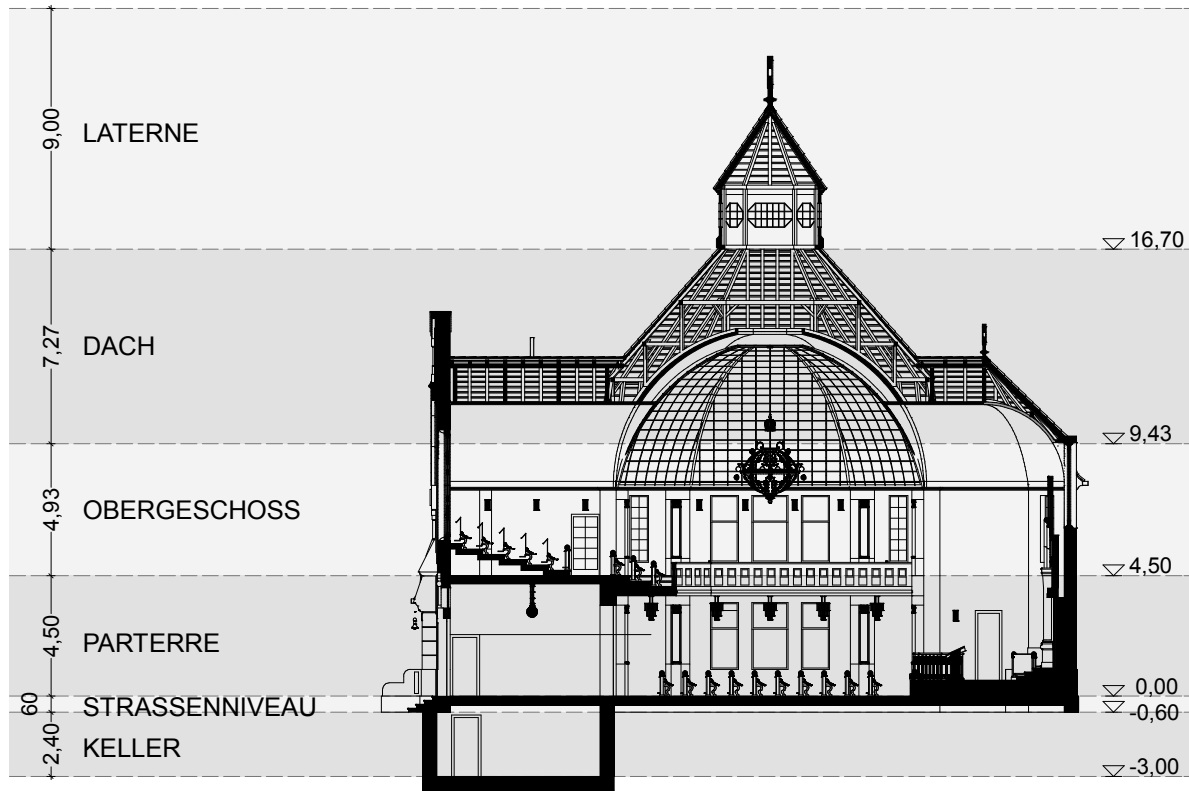 9,00
LATERNE
16,70
7,27
DACH
9,43
4,93
OBERGESCHOSS
4,50
4,50
PARTERRE
0,00
60
STRASSENNIVEAU
-0,60
2,40
KELLER
-3,00